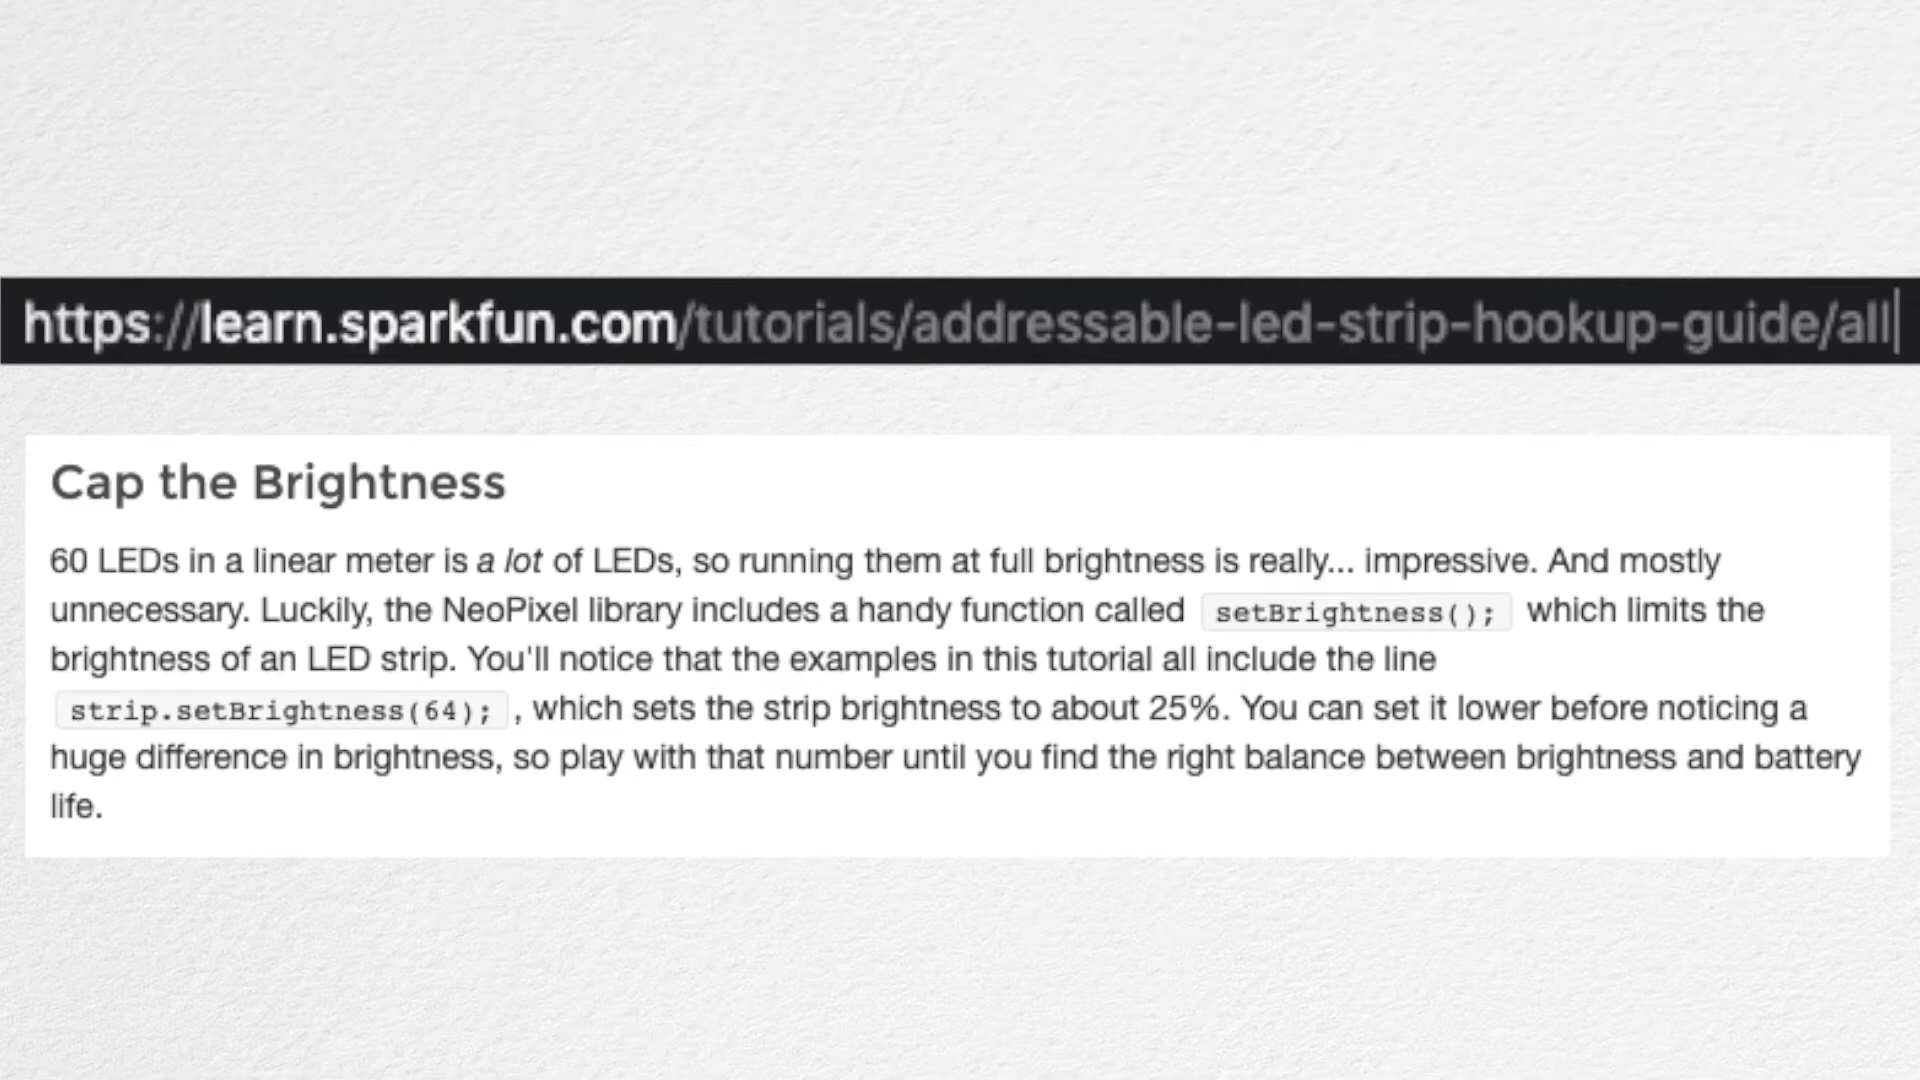 https://learn.sparkfun.com/tutorials/addressable-led-strip-hookup-guide/all
Cap the Brightness
60 LEDs in a linear meter is a lot of LEDs, so running them at full brightness is really... impressive. And mostly
unnecessary. Luckily, the NeoPixel library includes a handy function called setBrightness(); which limits the
brightness of an LED strip. You'll notice that the examples in this tutorial all include the line
strip.setBrightness(64); , which sets the strip brightness to about 25%. You can set it lower before noticing a
huge difference in brightness, so play with that number until you find the right balance between brightness and battery
life.